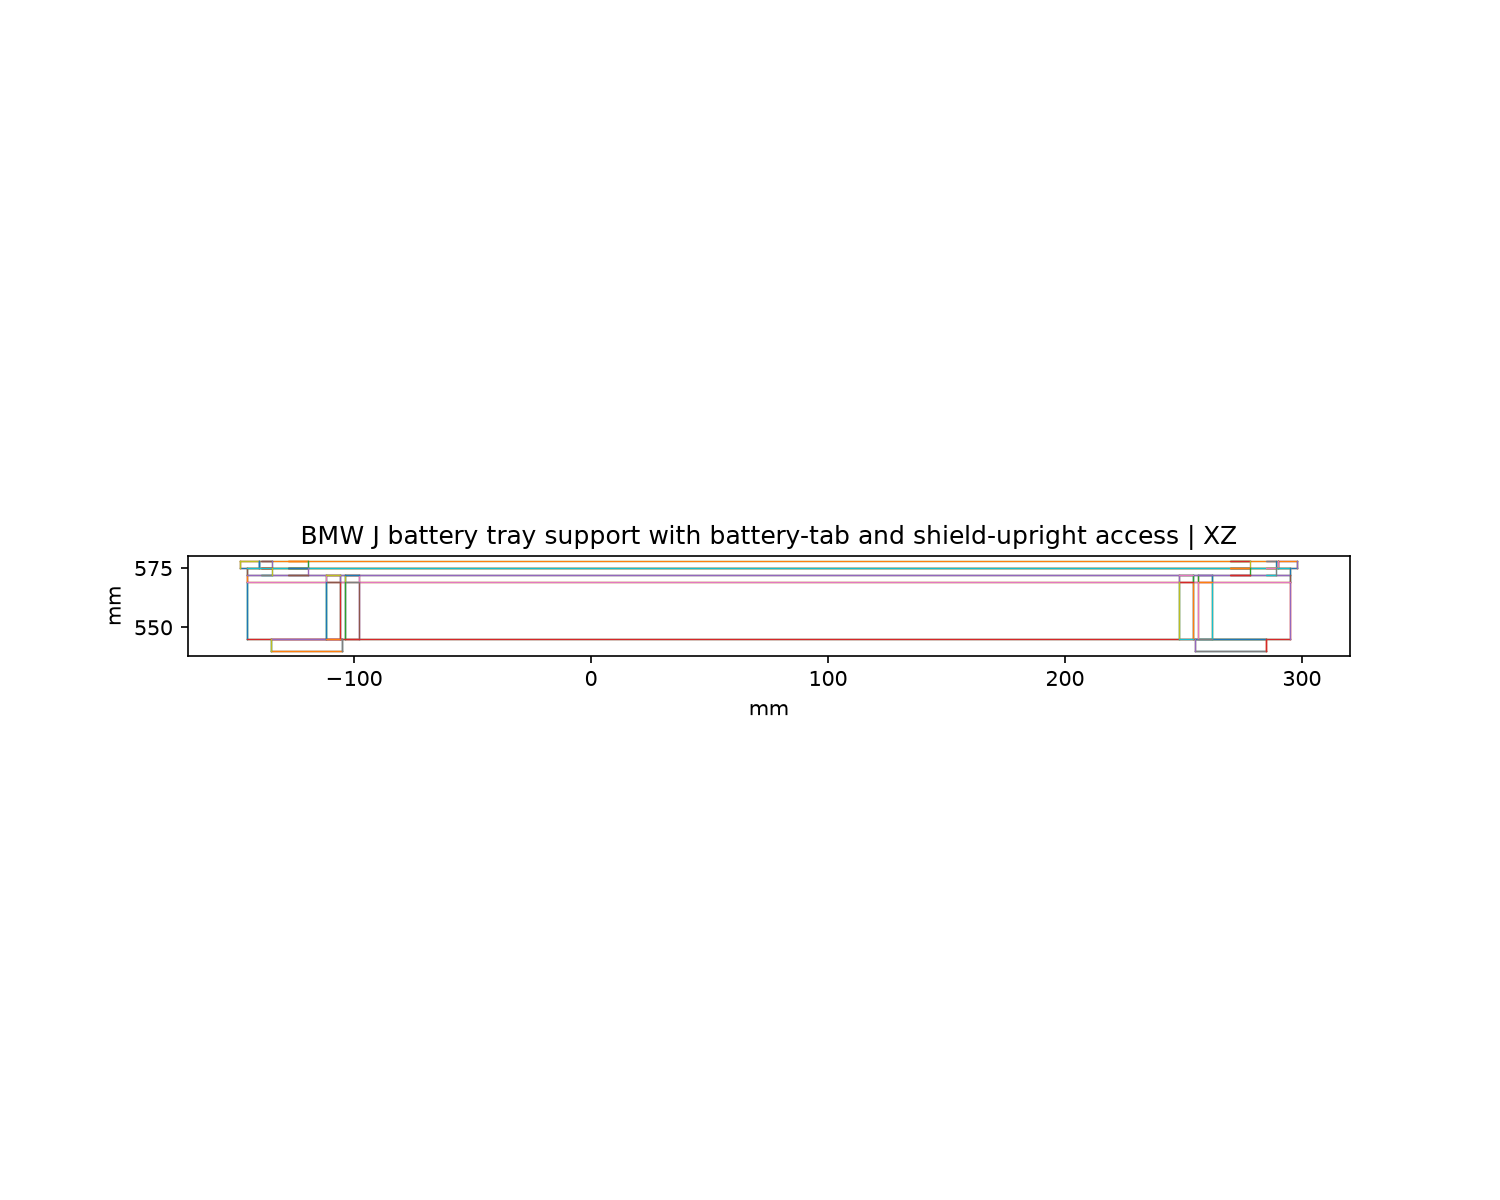 BMW J battery tray support with battery-tab and shield-upright access | XZ
575
550
mm
−100 0 100 200 300
mm